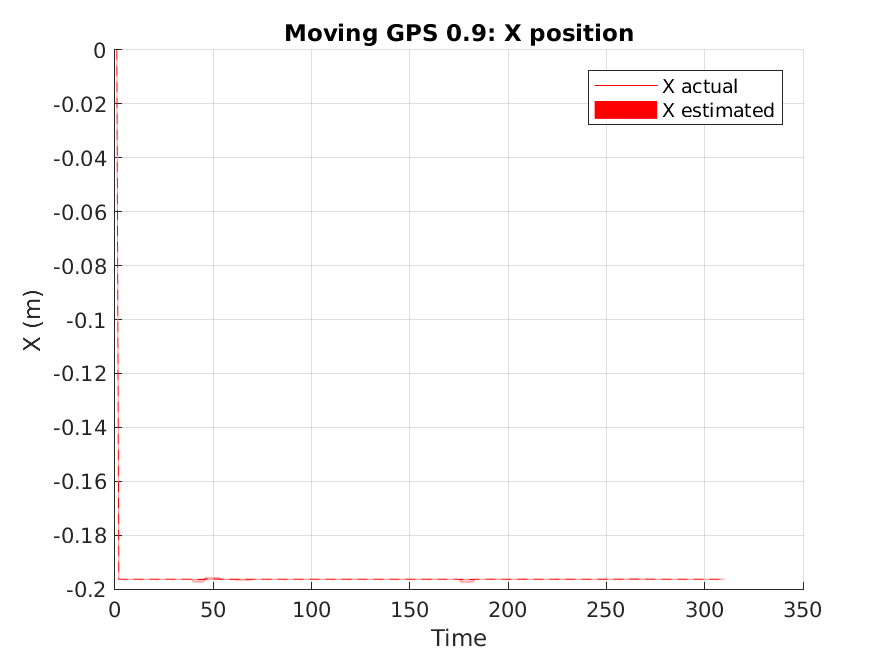 Moving GPS 0.9: X position
0
-0.02
-0.04
-0.06
-0.08
-0.1
-0.12
-0.14
-0.16
-0.18
-0.2
X (m)
X actual
X estimated
0 50 100 150 200 250 300 350
Time